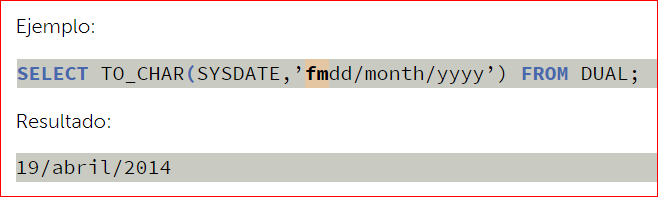 Ejemplo:
SELECT TO_CHAR(SYSDATE,’fmdd/month/yyyy’) FROM DUAL;
Resultado:
19/abril/2014